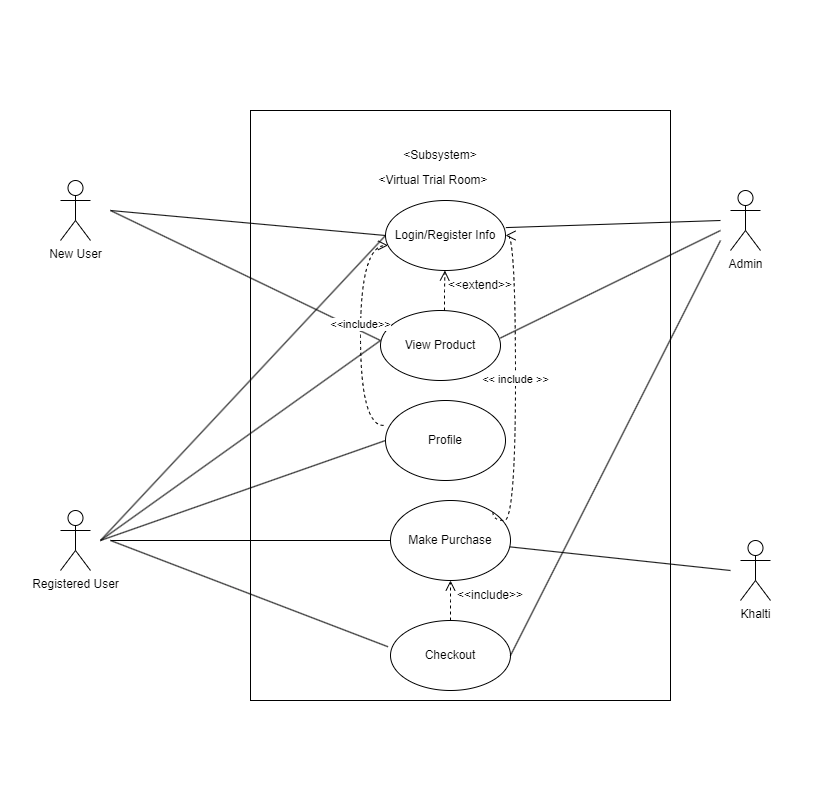 <Subsystem>
<Virtual Trial Room>
New User
Login/Register Info
Admin
<<extend>>
<<include>>
View Product
<< include >>
Profile
Registered User
Make Purchase
Khalti
<<include>>
Checkout